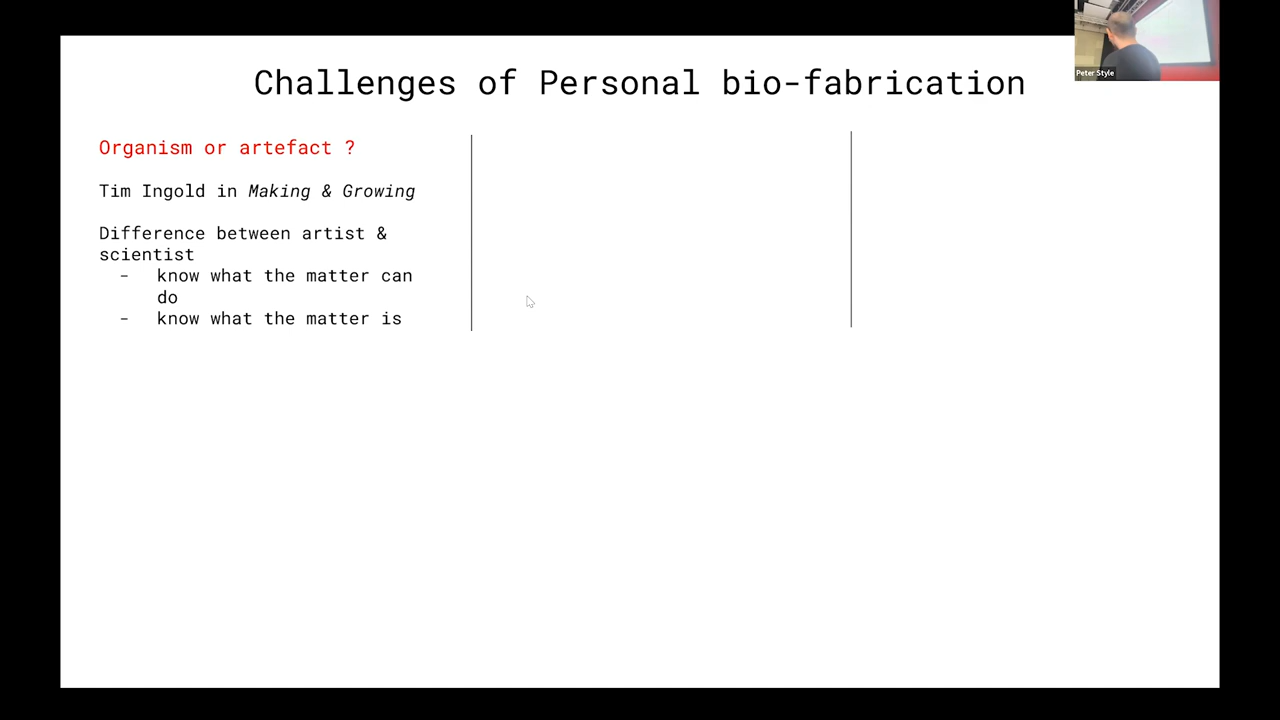 Challenges of Personal bio-fabrication
Peter Style
Organism or artefact ?
Tim Ingold in Making & Growing
Difference between artist &
scientist
- know what the matter can
do
- know what the matter is